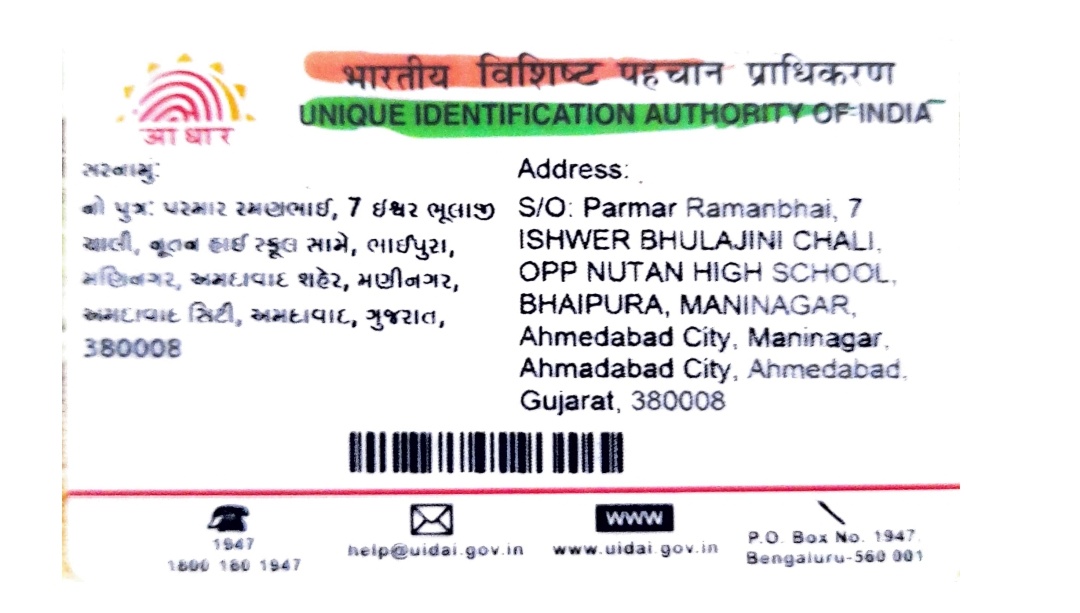 भारतीय विशिष्ट पहचान प्राधिकरण
UNIQUE IDENTIFICATION AUTHORITY OF INDIA
आधार
સરનામું:
નો પુત્ર: પરમાર રમણભાઈ, 7 ઈશ્વર ભૂલાજી
ચાલી, નૂતન હાઈ સ્કૂલ સામે, ભાઈપુરા,
મણિનગર, અમદાવાદ શહેર, મણીનગર,
અમદાવાદ સિટી, અમદાવાદ, ગુજરાત,
380008
Address:
S/O: Parmar Ramanbhai, 7
ISHWER BHULAJINI CHALI,
OPP NUTAN HIGH SCHOOL,
BHAIPURA, MANINAGAR,
Ahmedabad City, Maninagar,
Ahmadabad City, Ahmedabad,
Gujarat, 380008
1947
1800 180 1947
help@uidai.gov.in
WWW
www.uidai.gov.in
P.O. Box No. 1947,
Bengaluru-560 001